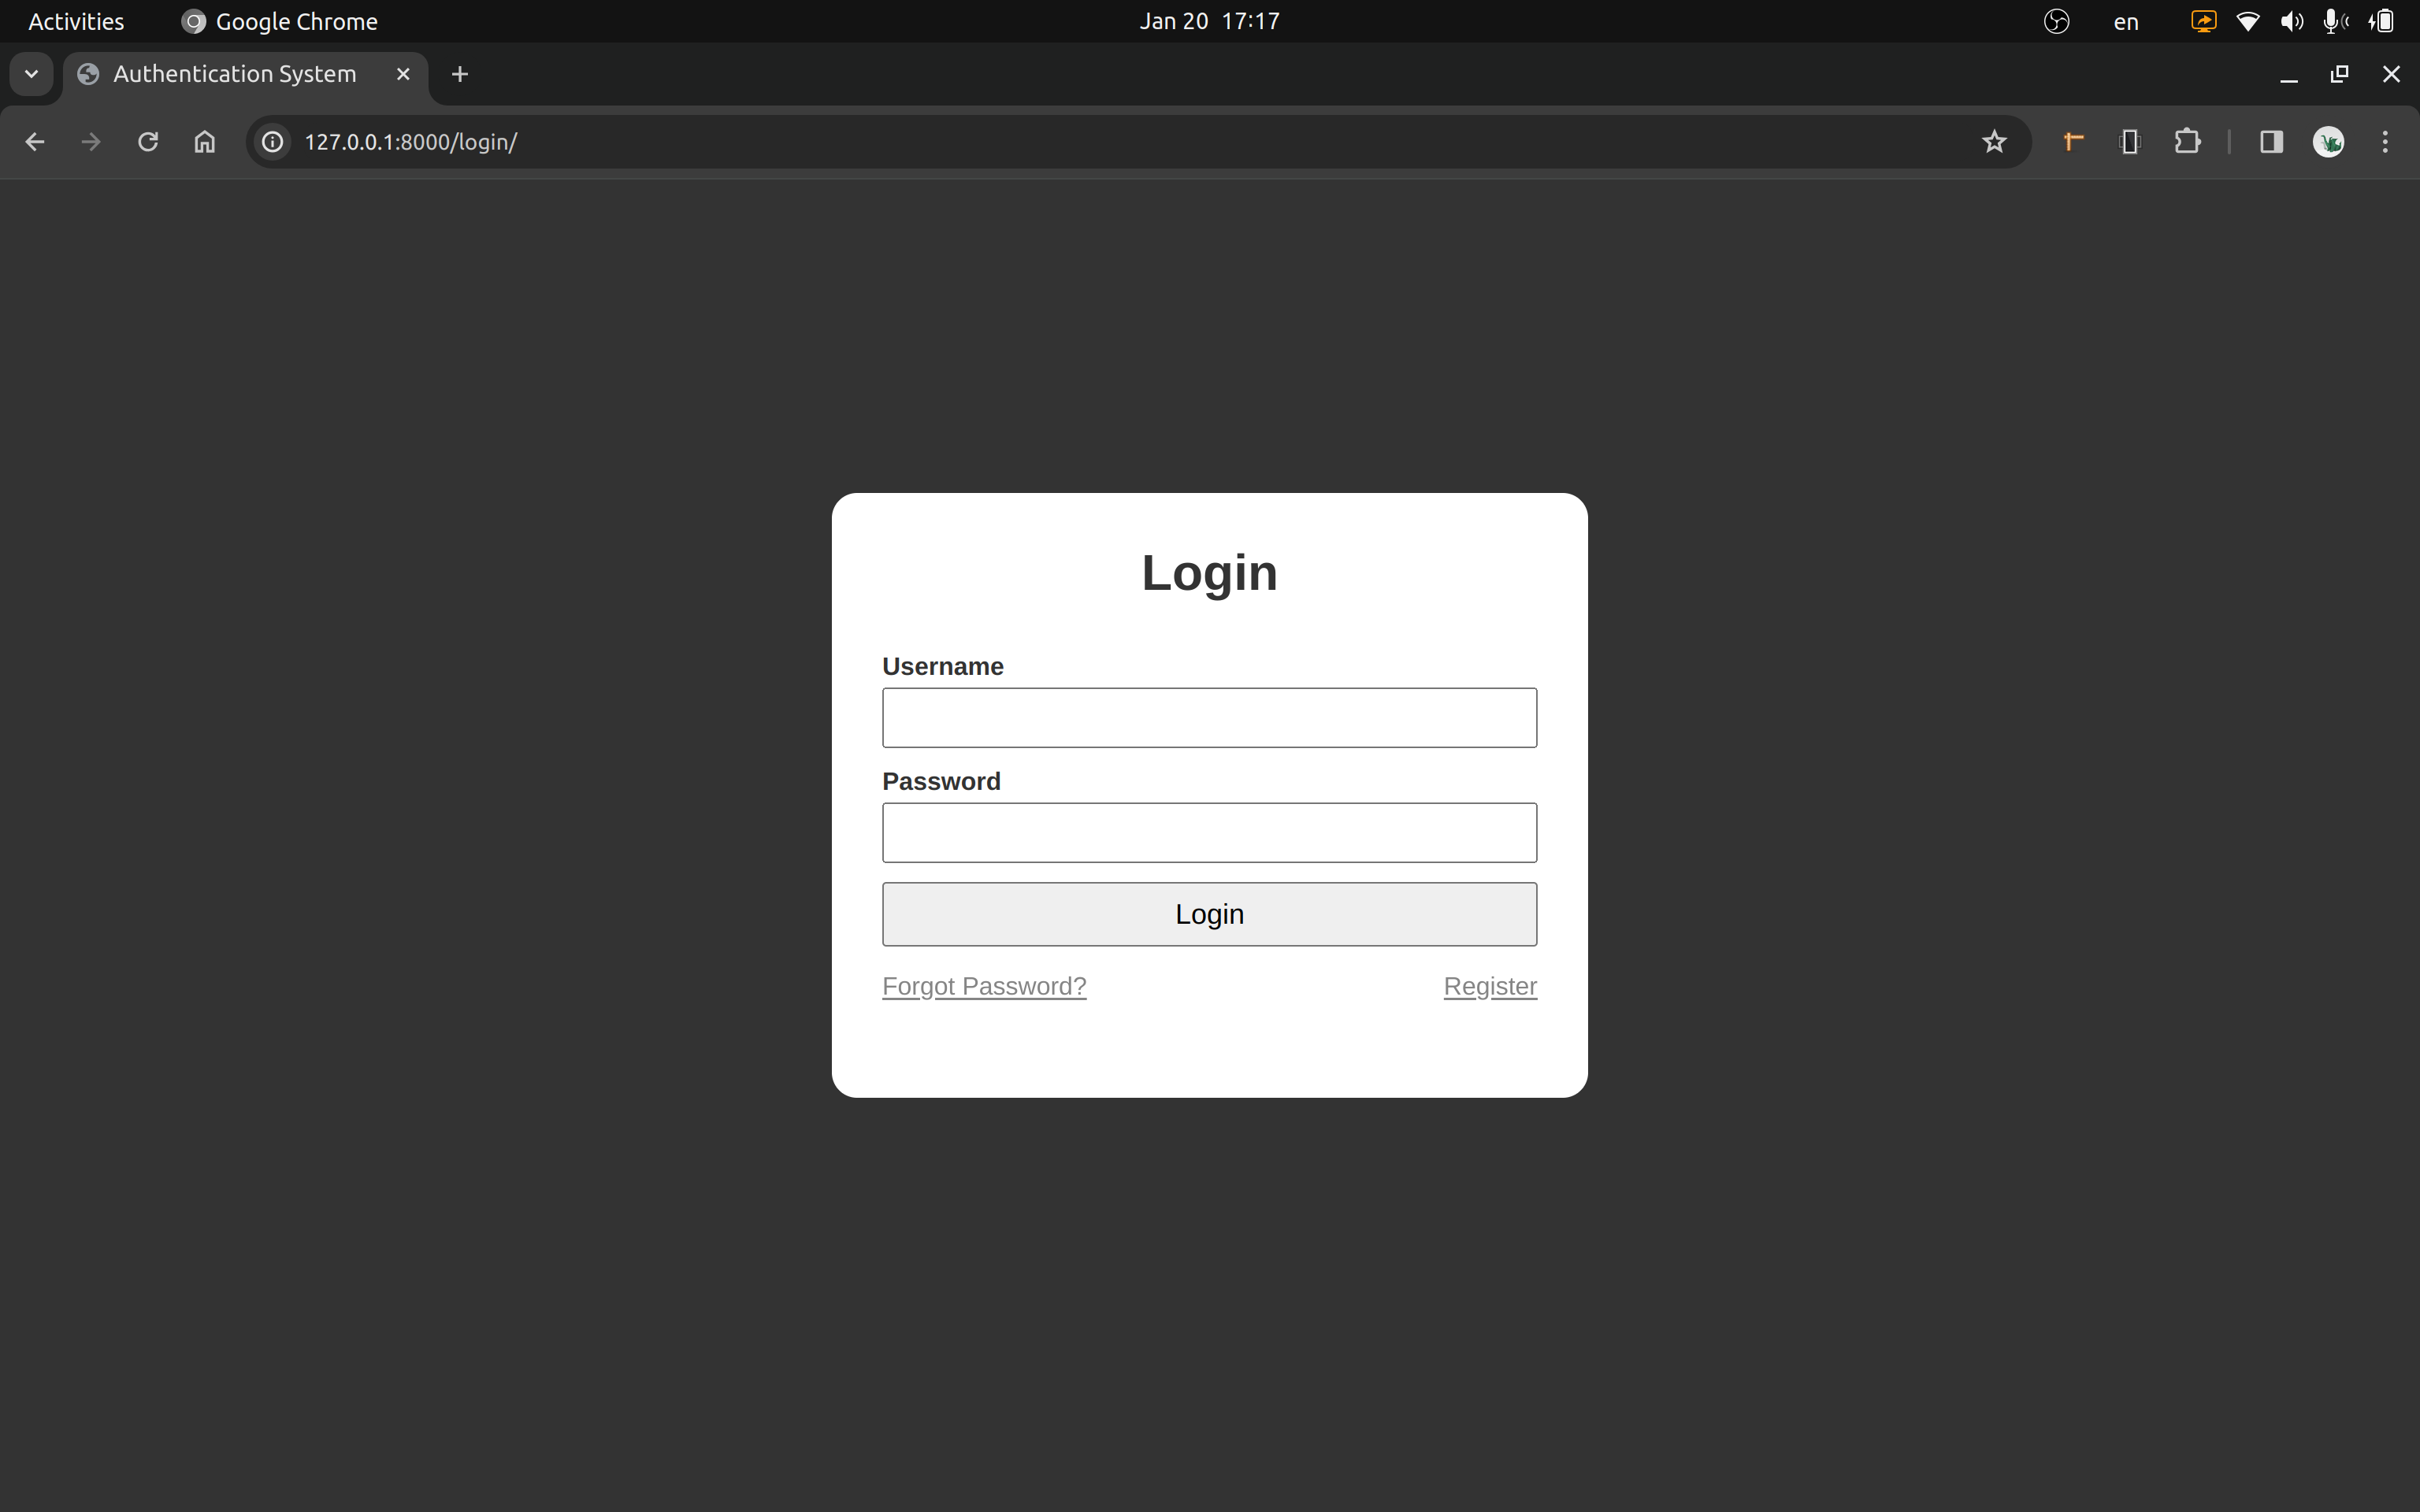 Activities Google Chrome Jan 20 17:17 en
Authentication System
127.0.0.1:8000/login/
Login
Username
Password
Login
Forgot Password? Register